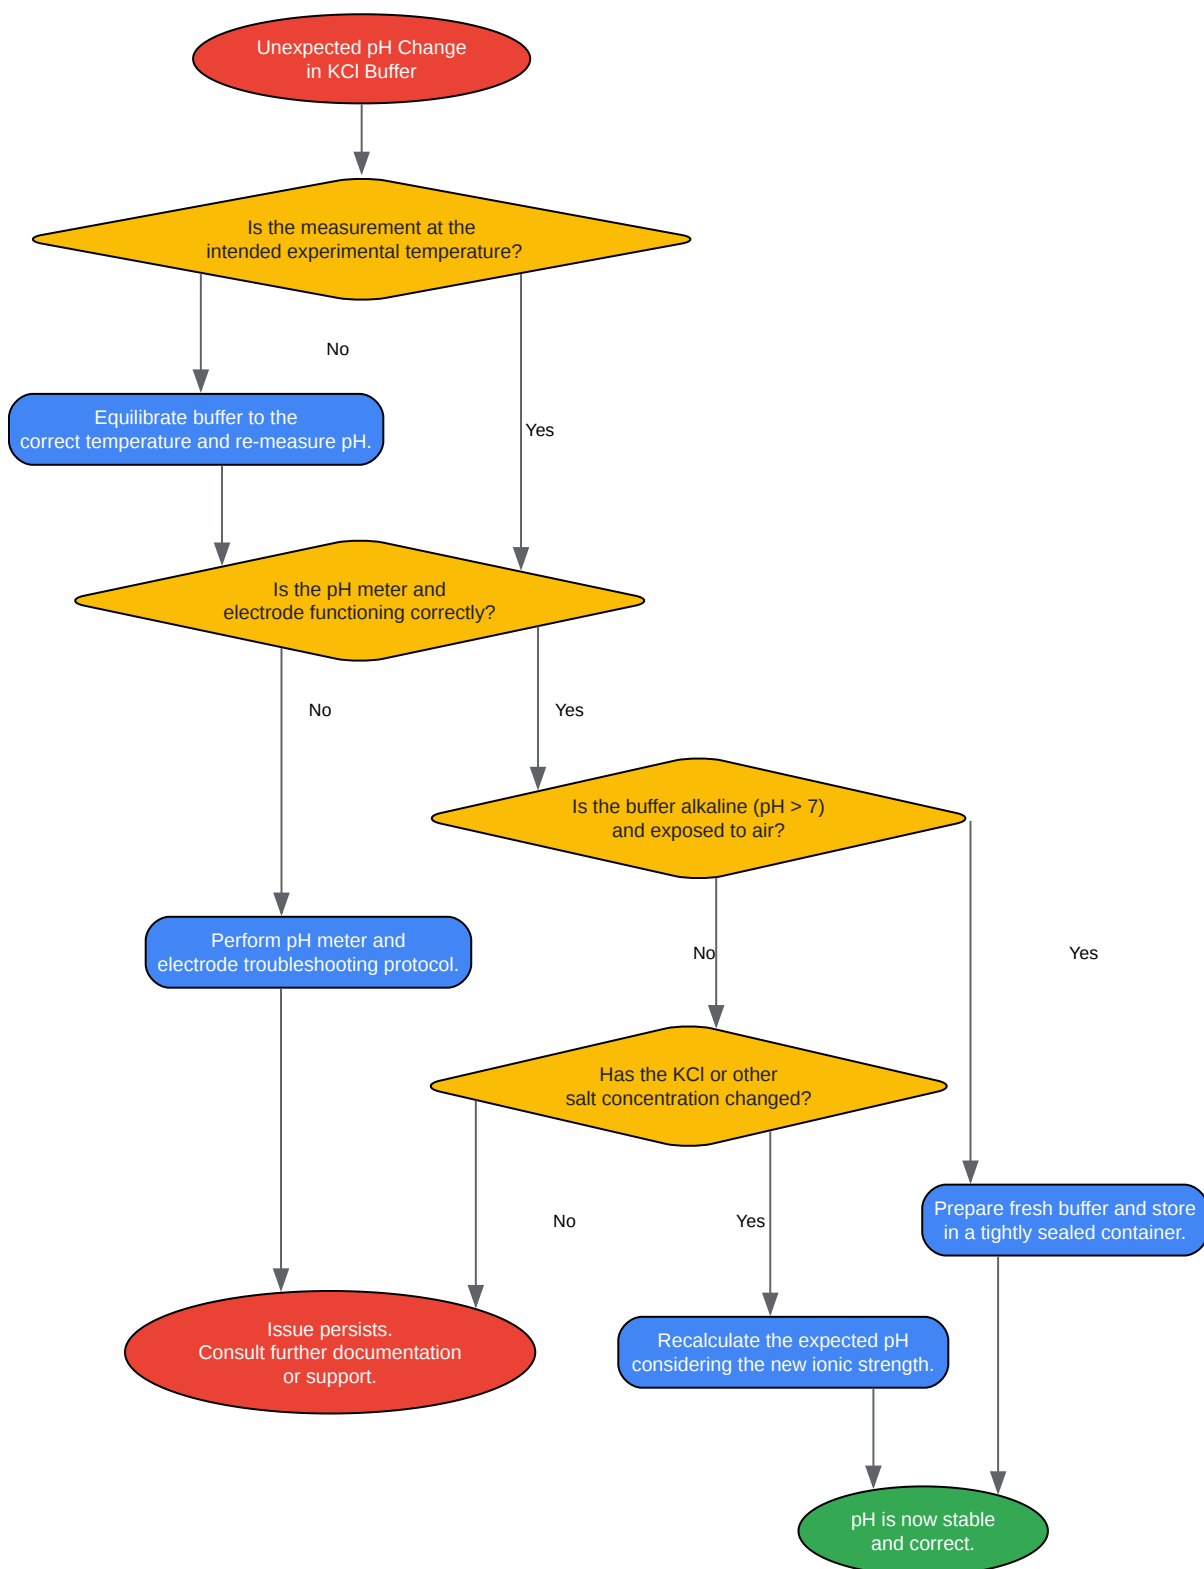 Unexpected pH Change
in KCl Buffer
Is the measurement at the
intended experimental temperature?
No
Equilibrate buffer to the
correct temperature and re-measure pH.
Yes
Is the pH meter and
electrode functioning correctly?
No
Yes
Is the buffer alkaline (pH > 7)
and exposed to air?
Perform pH meter and
electrode troubleshooting protocol.
No
Yes
Has the KCl or other
salt concentration changed?
No
Yes
Prepare fresh buffer and store
in a tightly sealed container.
Issue persists.
Consult further documentation
or support.
Recalculate the expected pH
considering the new ionic strength.
pH is now stable
and correct.